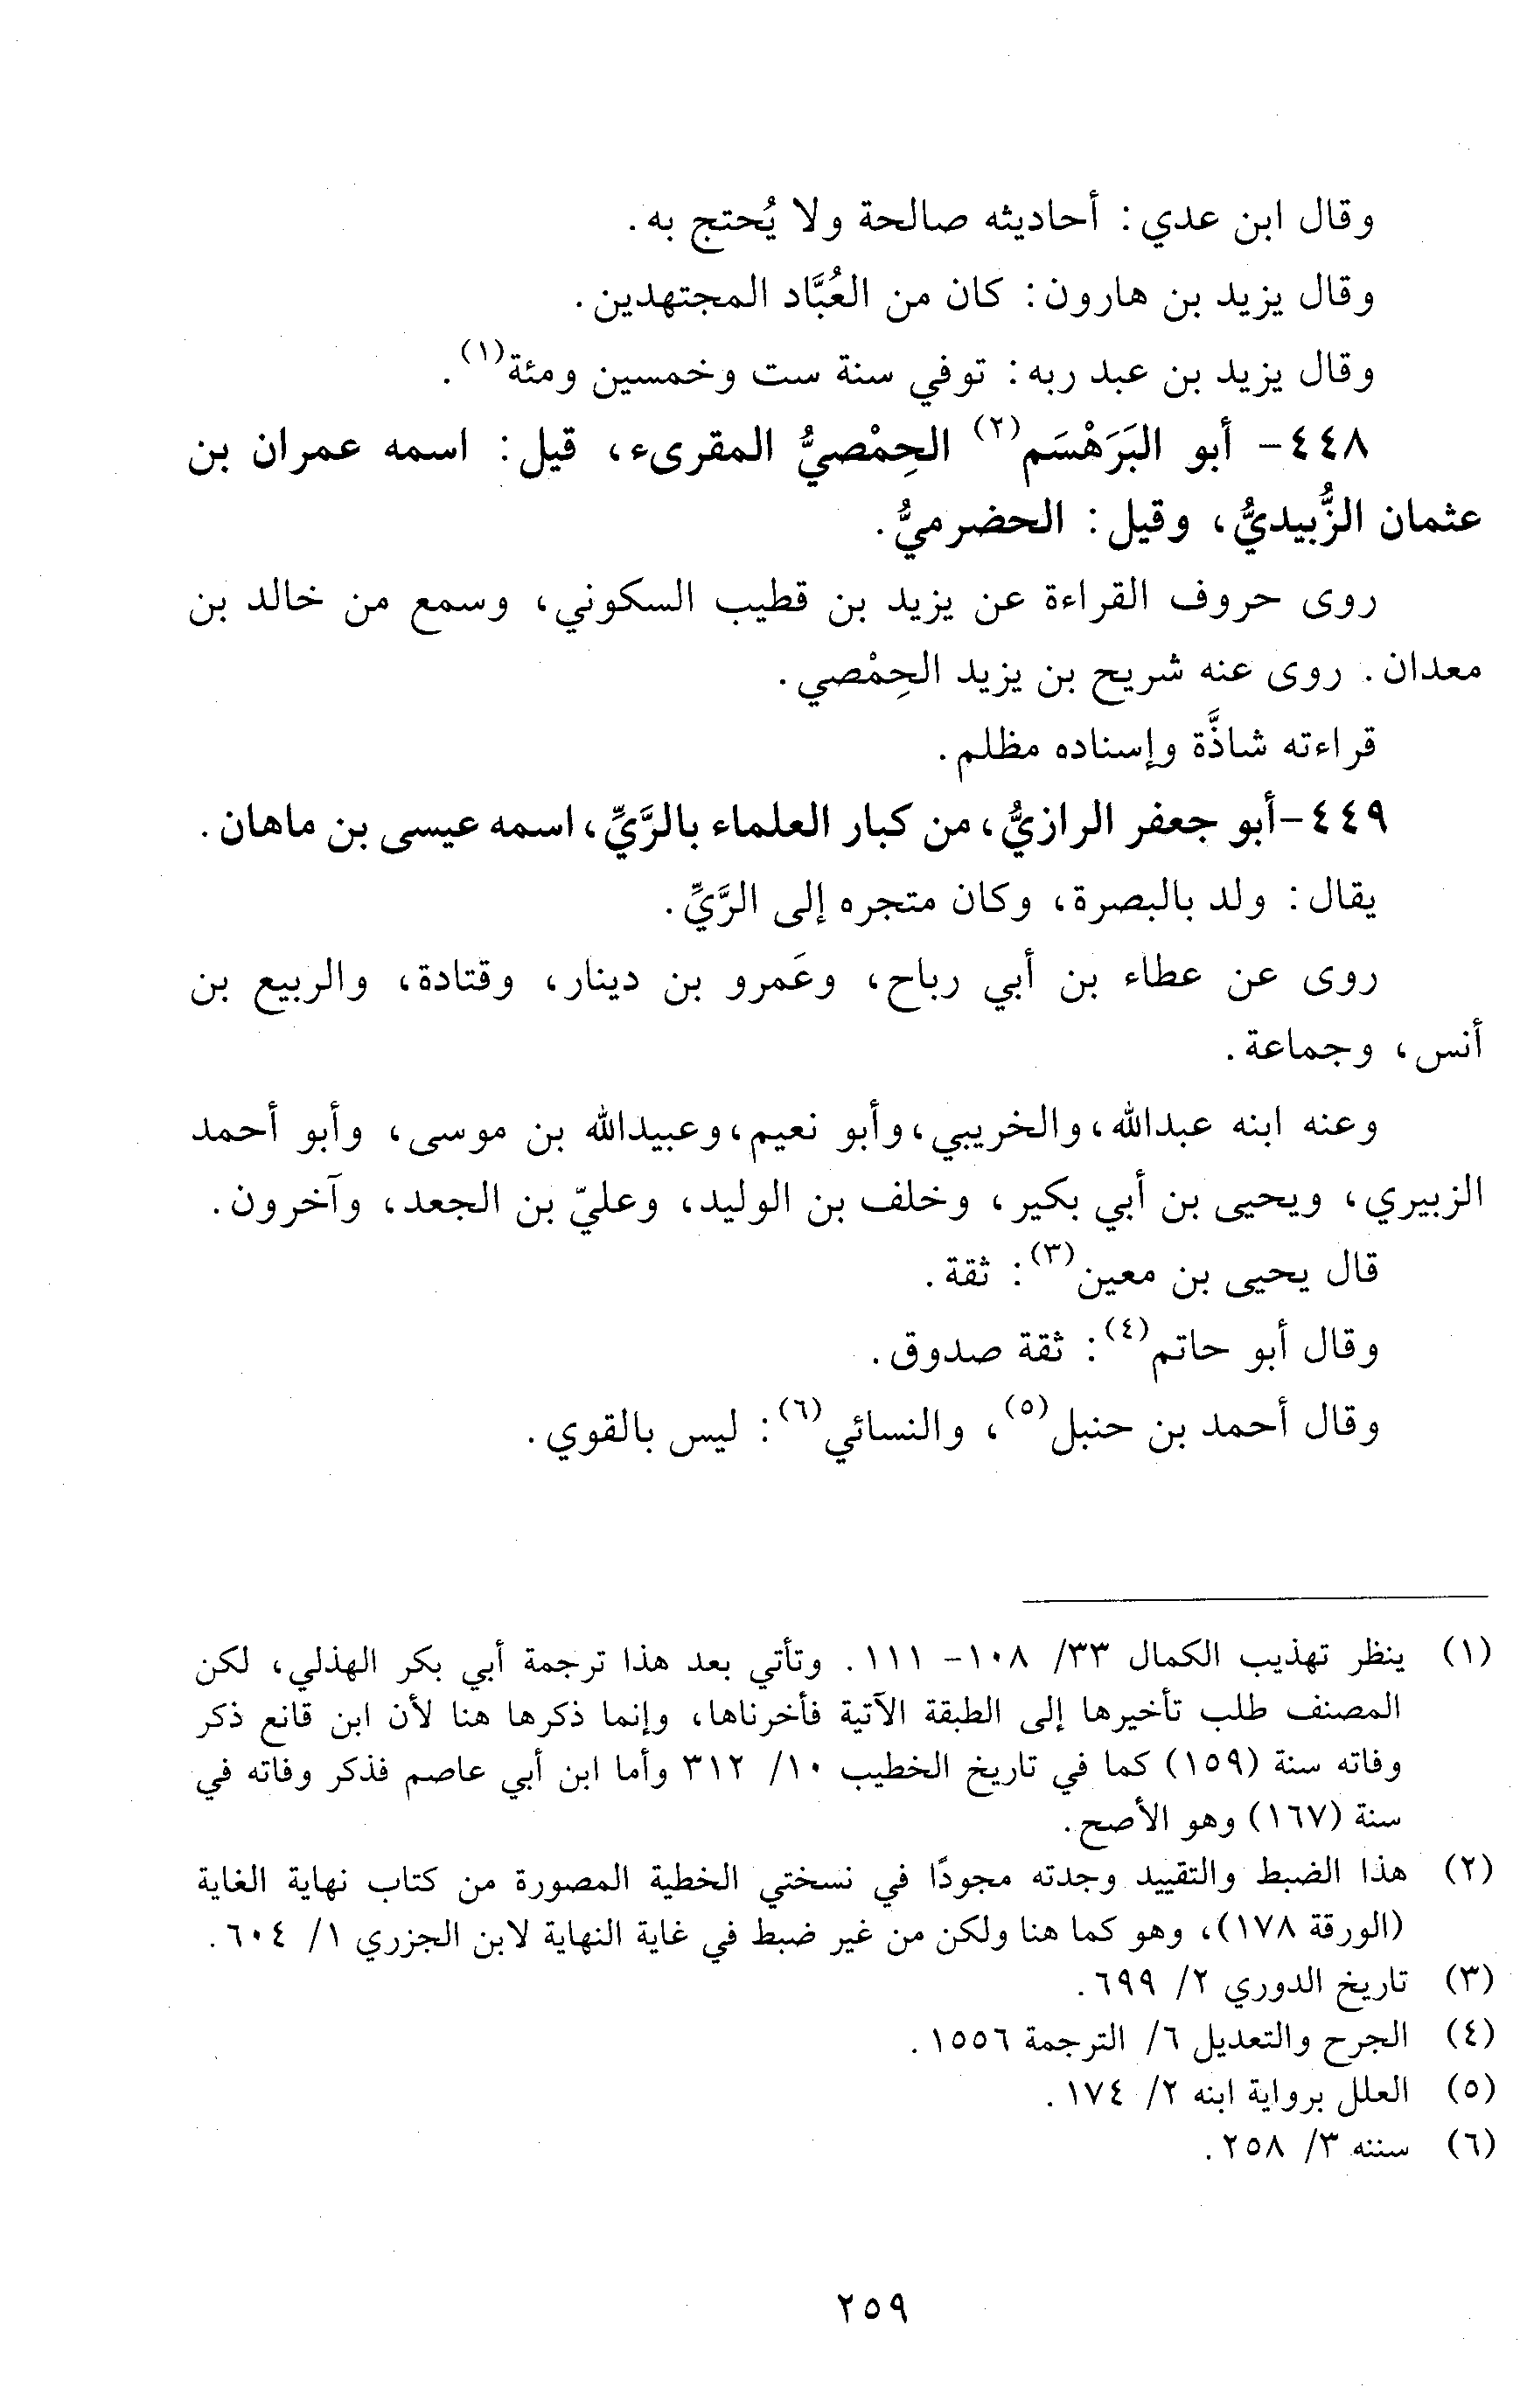 وقال ابن عدي: أحاديثه صالحة ولا يُحتج به.
وقال يزيد بن هارون: كان من العُبَّاد المجتهدين.
وقال يزيد بن عبد ربه: توفي سنة ست وخمسين ومئة(١).
٤٤٨- أبو البَرَهْسَم(٢) الحِمْصيُّ المقرىء، قيل: اسمه عمران بن
عثمان الزُّبيديُّ، وقيل: الحضرميُّ.
روى حروف القراءة عن يزيد بن قطيب السكوني، وسمع من خالد بن
معدان. روى عنه شريح بن يزيد الحِمْصي.
قراءته شاذَّة وإسناده مظلم.
٤٤٩-أبو جعفر الرازيُّ، من كبار العلماء بالرَّيِّ، اسمه عيسى بن ماهان.
يقال: ولد بالبصرة، وكان متجره إلى الرَّيِّ.
روى عن عطاء بن أبي رباح، وعَمرو بن دينار، وقتادة، والربيع بن
أنس، وجماعة.
وعنه ابنه عبدالله، والخريبي، وأبو نعيم، وعبيدالله بن موسى، وأبو أحمد
الزبيري، ويحيى بن أبي بكير، وخلف بن الوليد، وعليّ بن الجعد، وآخرون.
قال يحيى بن معين(٣): ثقة.
وقال أبو حاتم(٤): ثقة صدوق.
وقال أحمد بن حنبل(٥)، والنسائي(٦): ليس بالقوي.
(١) ينظر تهذيب الكمال ٣٣/ ١٠٨- ١١١. وتأتي بعد هذا ترجمة أبي بكر الهذلي، لكن
المصنف طلب تأخيرها إلى الطبقة الآتية فأخرناها، وإنما ذكرها هنا لأن ابن قانع ذكر
وفاته سنة (١٥٩) كما في تاريخ الخطيب ١٠/ ٣١٢ وأما ابن أبي عاصم فذكر وفاته في
سنة (١٦٧) وهو الأصح.
(٢) هذا الضبط والتقييد وجدته مجودًا في نسختي الخطية المصورة من كتاب نهاية الغاية
(الورقة ١٧٨)، وهو كما هنا ولكن من غير ضبط في غاية النهاية لابن الجزري ١/ ٦٠٤.
(٣) تاريخ الدوري ٢/ ٦٩٩.
(٤) الجرح والتعديل ٦/ الترجمة ١٥٥٦.
(٥) العلل برواية ابنه ٢/ ١٧٤.
(٦) سننه ٣/ ٢٥٨.
٢٥٩